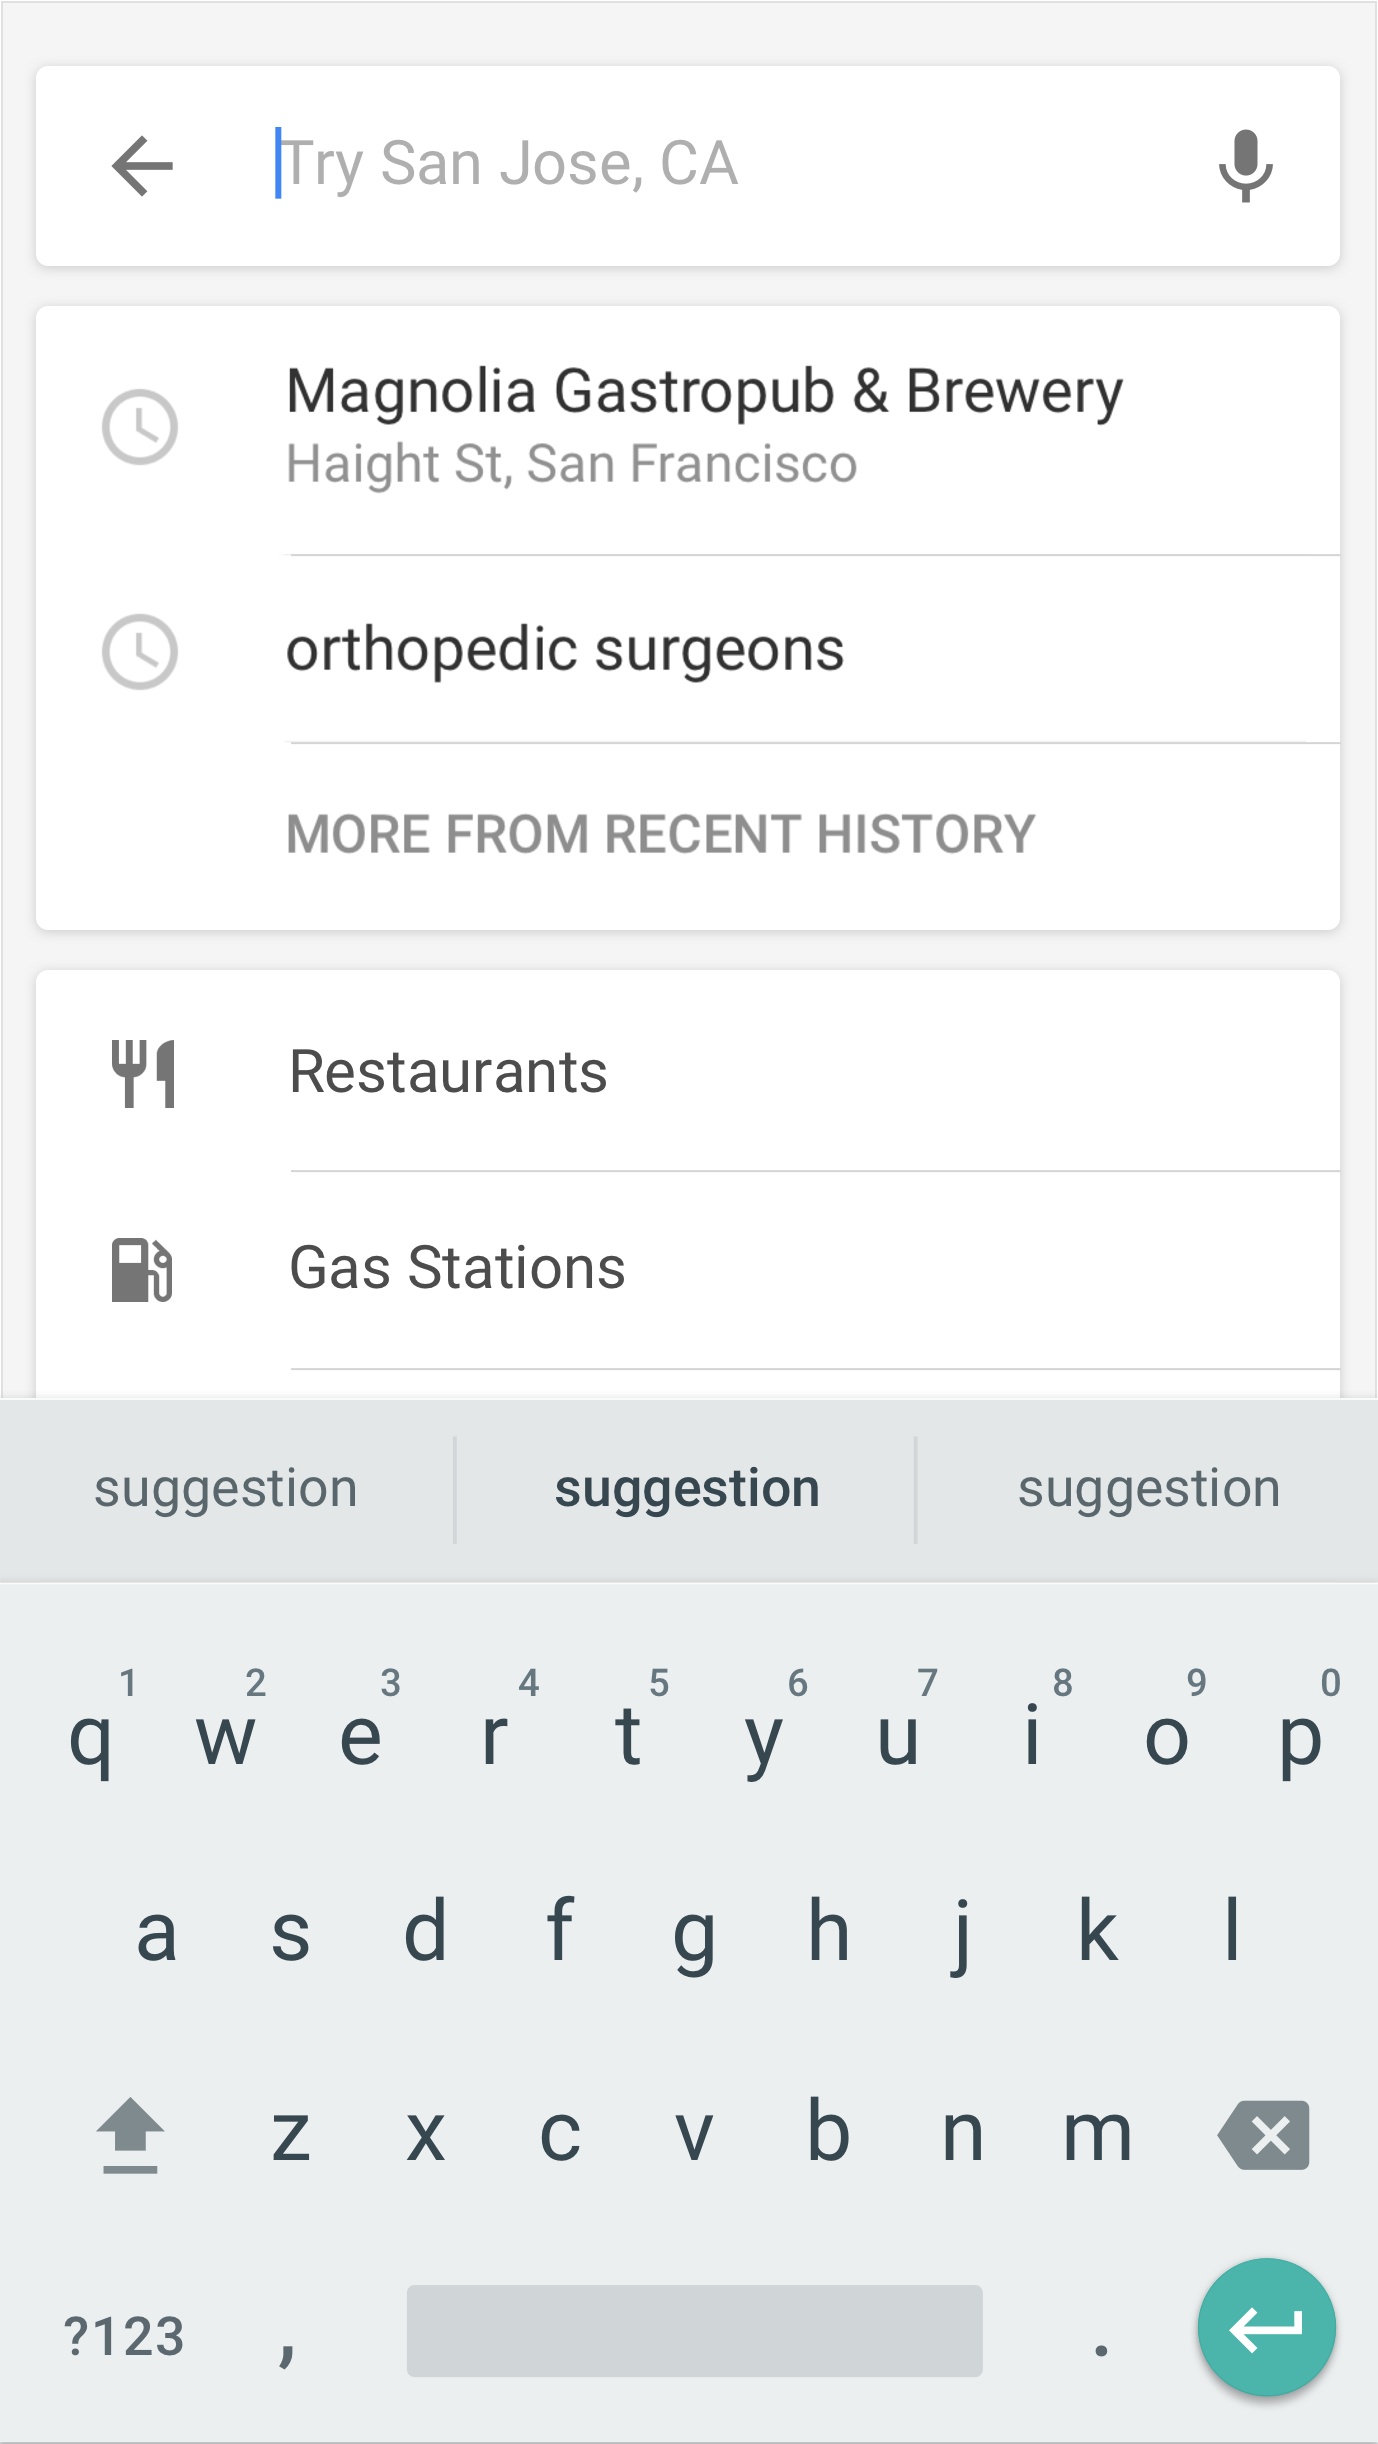 Try San Jose, CA
Magnolia Gastropub & Brewery
Haight St, San Francisco
orthopedic surgeons
MORE FROM RECENT HISTORY
Restaurants
Gas Stations
suggestion suggestion suggestion
1 2 3 4 5 6 7 8 9 0
q w e r t y u i o p
a s d f g h j k l
z x c v b n m
?123 , .